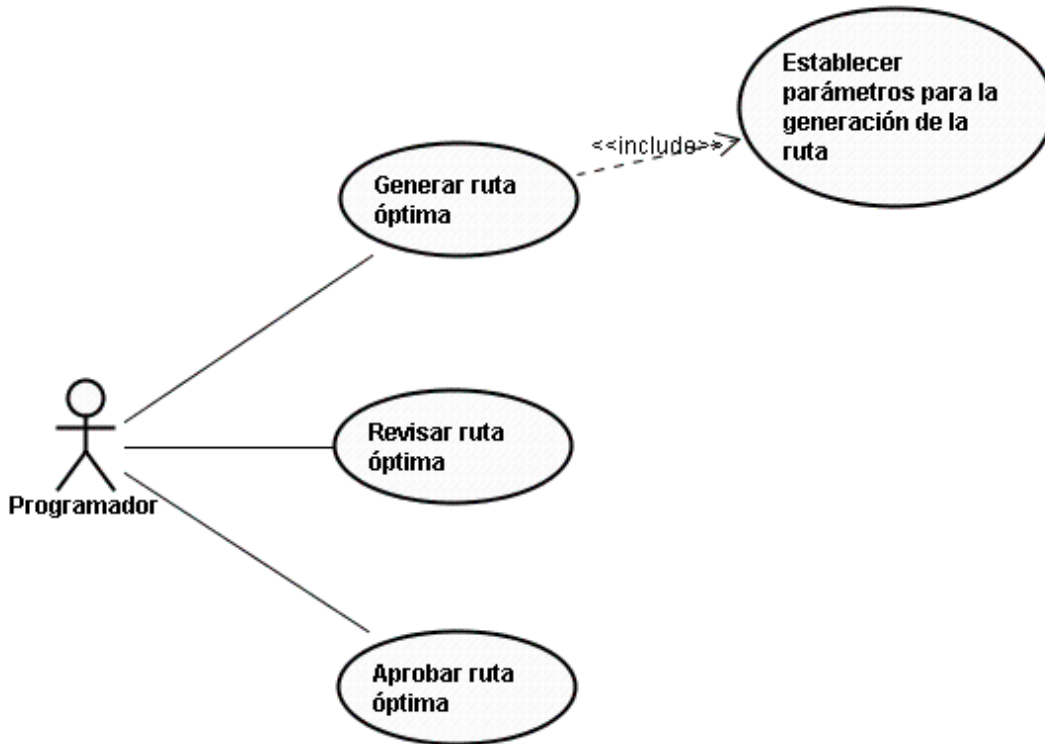 Establecer
parámetros para la
generación de la
ruta
<<include>>
Generar ruta
óptima
Revisar ruta
óptima
Programador
Aprobar ruta
óptima